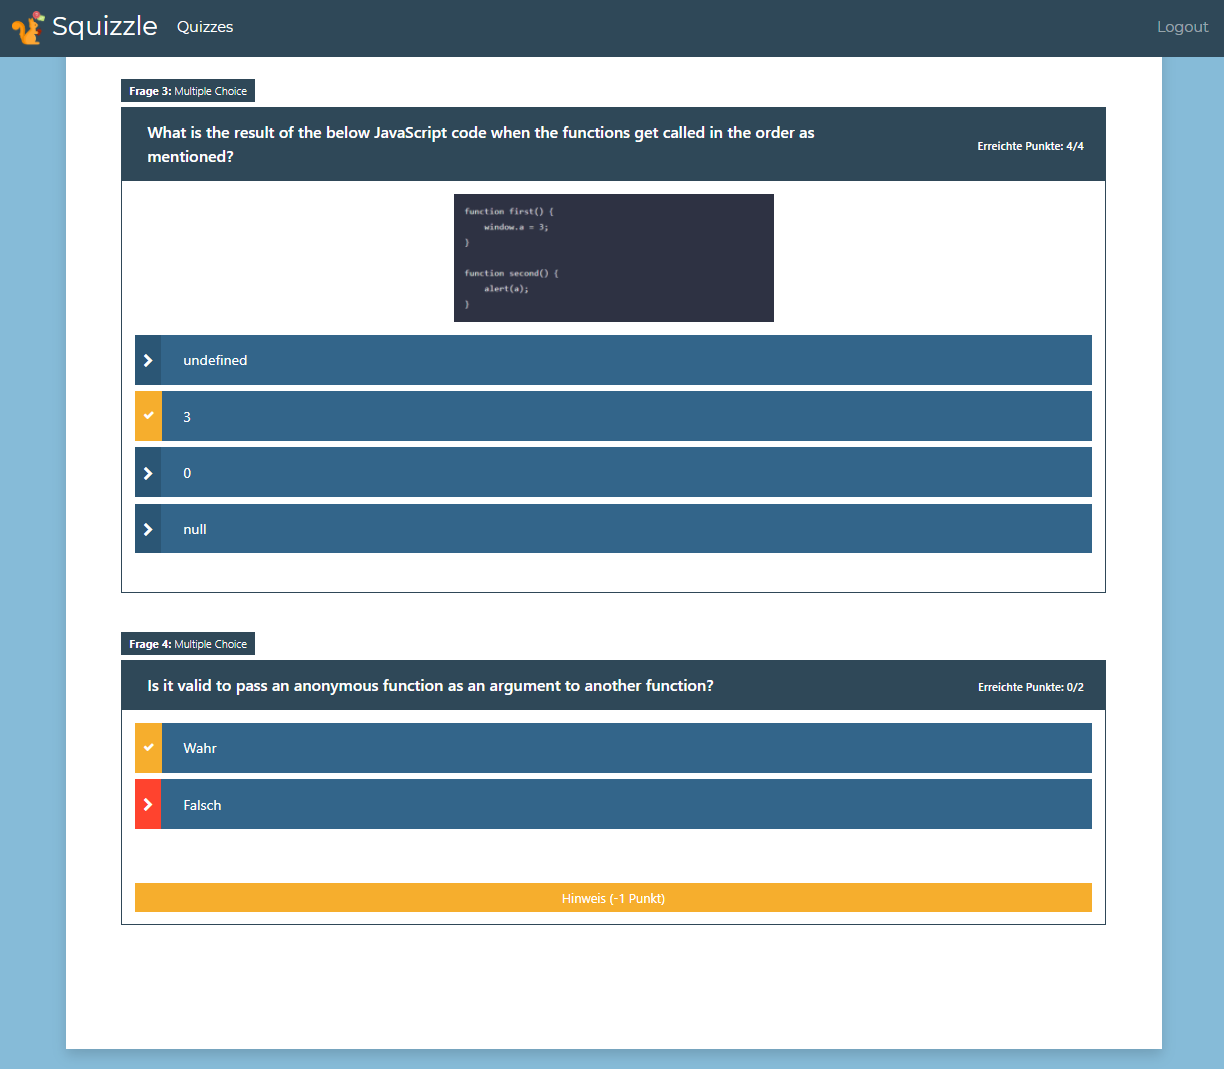 Squizzle Quizzes Logout
Frage 3: Multiple Choice
What is the result of the below JavaScript code when the functions get called in the order as
mentioned?
Erreichte Punkte: 4/4
function first() {
window.a = 3;
}
function second() {
alert(a);
}
undefined
3
0
null
Frage 4: Multiple Choice
Is it valid to pass an anonymous function as an argument to another function?
Erreichte Punkte: 0/2
Wahr
Falsch
Hinweis (-1 Punkt)